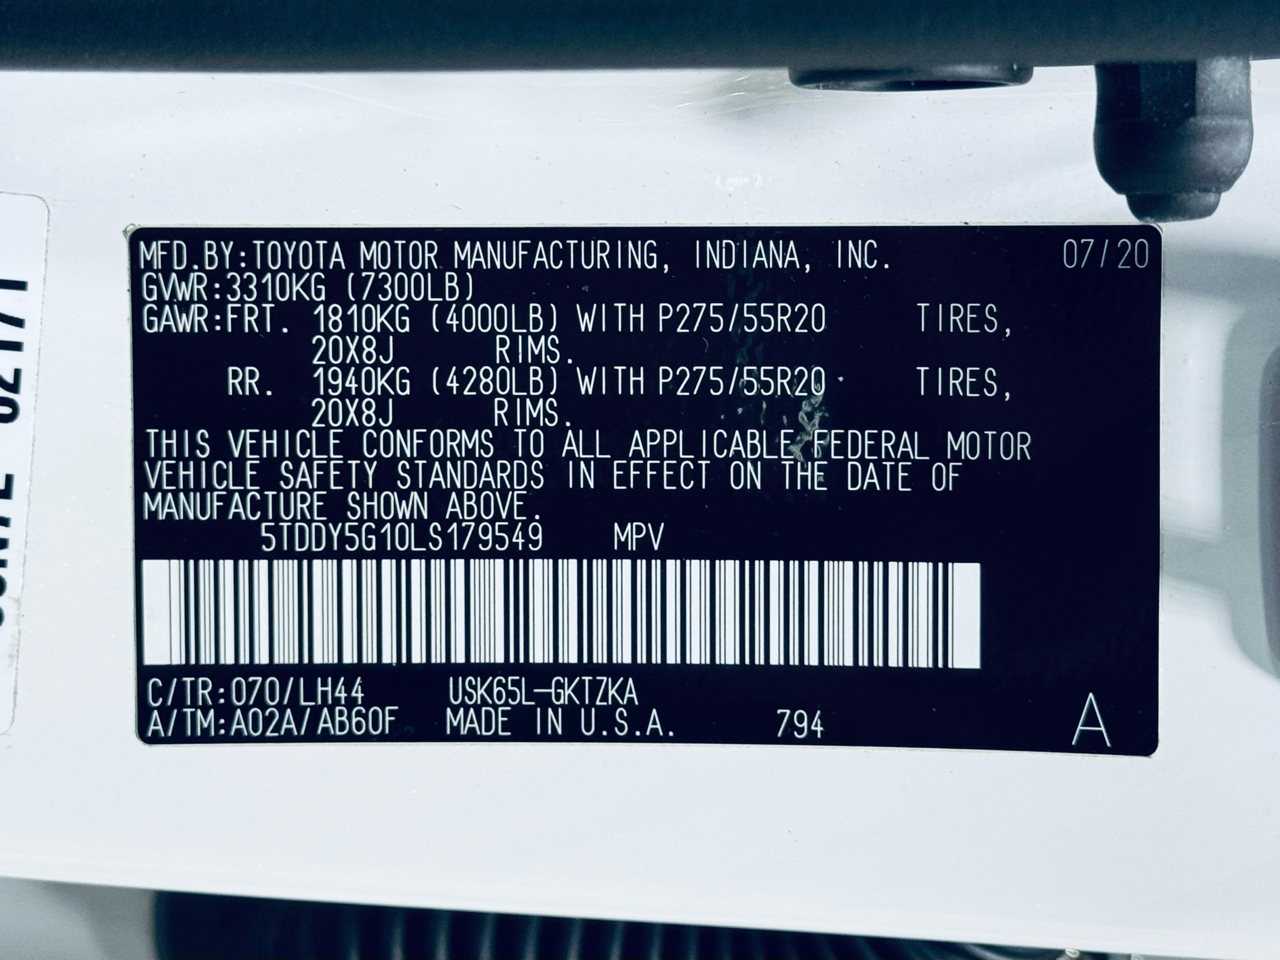 MFD.BY:TOYOTA MOTOR MANUFACTURING, INDIANA, INC. 07/20
GVWR:3310KG (7300LB)
GAWR:FRT. 1810KG (4000LB) WITH P275/55R20 TIRES,
20X8J RIMS.
RR. 1940KG (4280LB) WITH P275/55R20 TIRES,
20X8J RIMS.
THIS VEHICLE CONFORMS TO ALL APPLICABLE FEDERAL MOTOR
VEHICLE SAFETY STANDARDS IN EFFECT ON THE DATE OF
MANUFACTURE SHOWN ABOVE.
5TDDY5G10LS179549 MPV
C/TR:070/LH44 USK65L-GKTZKA
A/TM:A02A/AB60F MADE IN U.S.A. 794 A